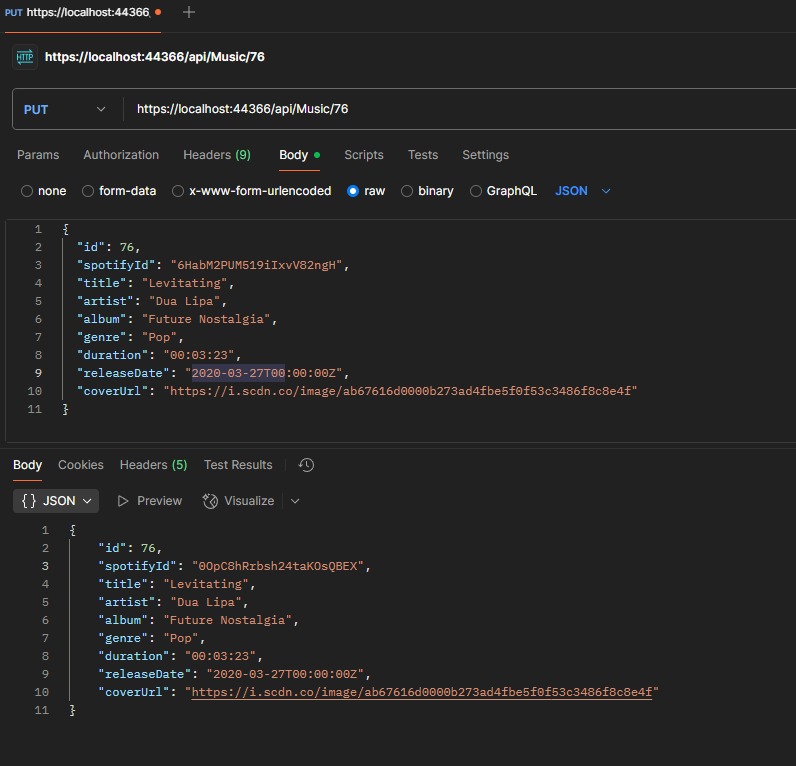 PUT https://localhost:44366
HTTP https://localhost:44366/api/Music/76
PUT https://localhost:44366/api/Music/76
Params Authorization Headers (9) Body Scripts Tests Settings
none form-data x-www-form-urlencoded raw binary GraphQL JSON
1 {
2 "id": 76,
3 "spotifyId": "6HabM2PUM519iIxvV82ngH",
4 "title": "Levitating",
5 "artist": "Dua Lipa",
6 "album": "Future Nostalgia",
7 "genre": "Pop",
8 "duration": "00:03:23",
9 "releaseDate": "2020-03-27T00:00:00Z",
10 "coverUrl": "https://i.scdn.co/image/ab67616d0000b273ad4fbe5f0f53c3486f8c8e4f"
11 }
Body Cookies Headers (5) Test Results
{} JSON Preview Visualize
1 {
2 "id": 76,
3 "spotifyId": "0OpC8hRrbsh24taKOsQBEX",
4 "title": "Levitating",
5 "artist": "Dua Lipa",
6 "album": "Future Nostalgia",
7 "genre": "Pop",
8 "duration": "00:03:23",
9 "releaseDate": "2020-03-27T00:00:00Z",
10 "coverUrl": "https://i.scdn.co/image/ab67616d0000b273ad4fbe5f0f53c3486f8c8e4f"
11 }